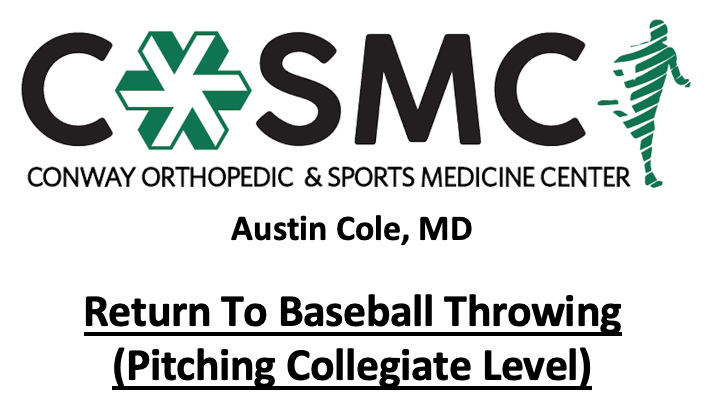 COSMC
CONWAY ORTHOPEDIC & SPORTS MEDICINE CENTER
Austin Cole, MD
Return To Baseball Throwing
(Pitching Collegiate Level)